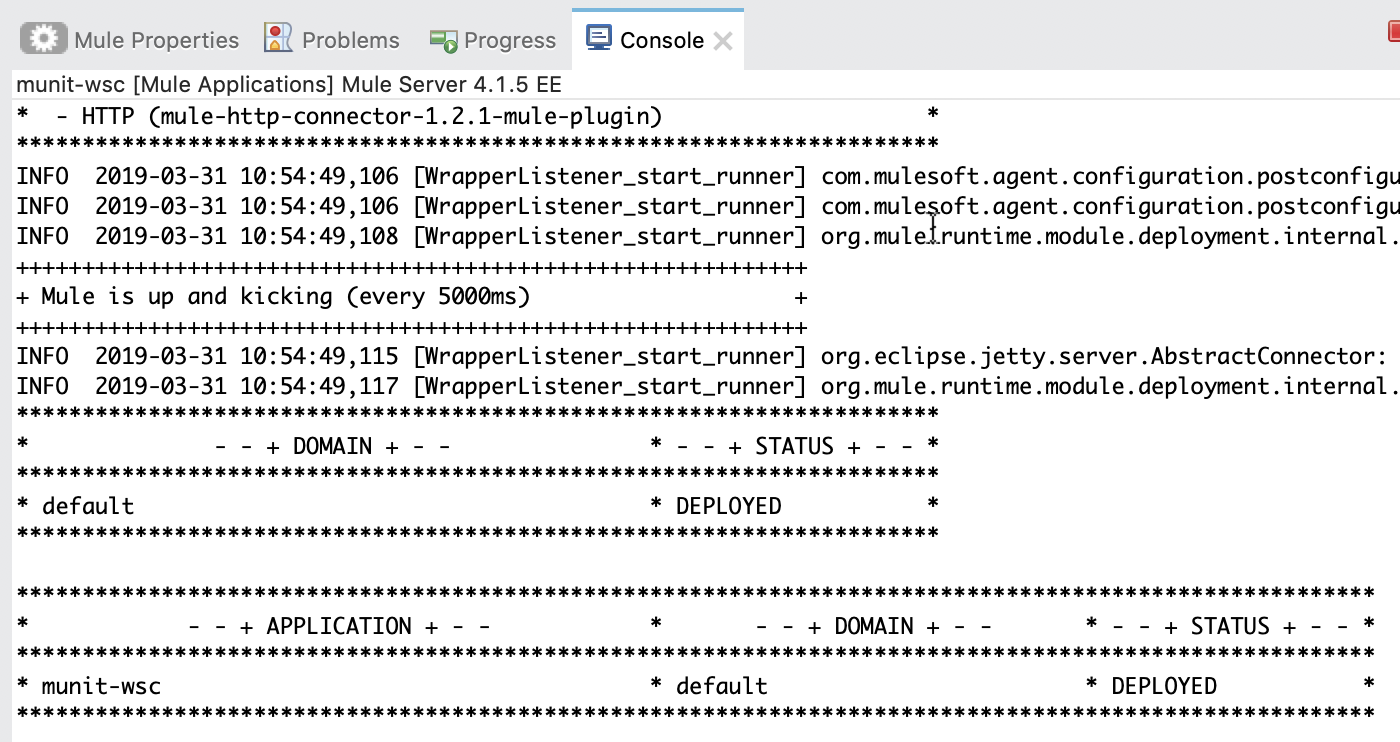 Mule Properties Problems Progress Console
munit-wsc [Mule Applications] Mule Server 4.1.5 EE
*  - HTTP (mule-http-connector-1.2.1-mule-plugin)                    *
**********************************************************************
INFO  2019-03-31 10:54:49,106 [WrapperListener_start_runner] com.mulesoft.agent.configuration.postconfigu
INFO  2019-03-31 10:54:49,106 [WrapperListener_start_runner] com.mulesoft.agent.configuration.postconfigu
INFO  2019-03-31 10:54:49,108 [WrapperListener_start_runner] org.mule.runtime.module.deployment.internal.
++++++++++++++++++++++++++++++++++++++++++++++++++++++++++++
+ Mule is up and kicking (every 5000ms)                    +
++++++++++++++++++++++++++++++++++++++++++++++++++++++++++++
INFO  2019-03-31 10:54:49,115 [WrapperListener_start_runner] org.eclipse.jetty.server.AbstractConnector:
INFO  2019-03-31 10:54:49,117 [WrapperListener_start_runner] org.mule.runtime.module.deployment.internal.
**********************************************************************
*              - - + DOMAIN + - -               * - - + STATUS + - - *
**********************************************************************
* default                                       * DEPLOYED           *
**********************************************************************
*******************************************************************************************************
*            - - + APPLICATION + - -            *       - - + DOMAIN + - -       * - - + STATUS + - - *
*******************************************************************************************************
* munit-wsc                                     * default                        * DEPLOYED           *
*******************************************************************************************************